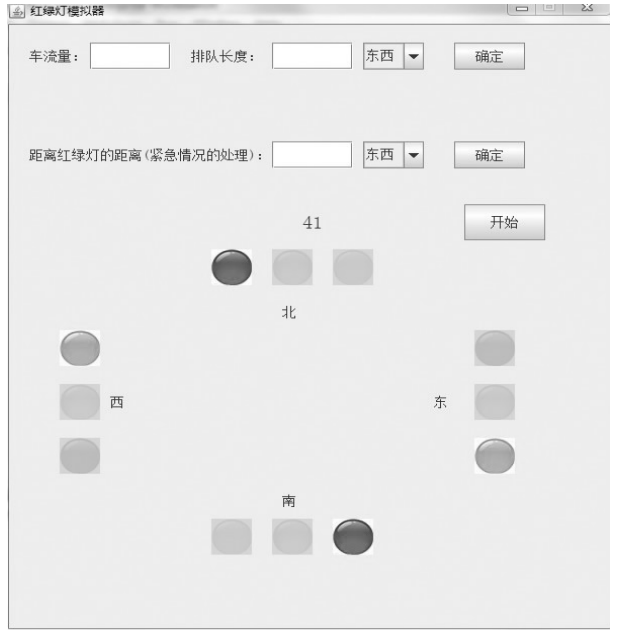 红绿灯模拟器
车流量： 排队长度： 东西 确定
距离红绿灯的距离(紧急情况的处理)： 东西 确定
41 开始
北
西 东
南